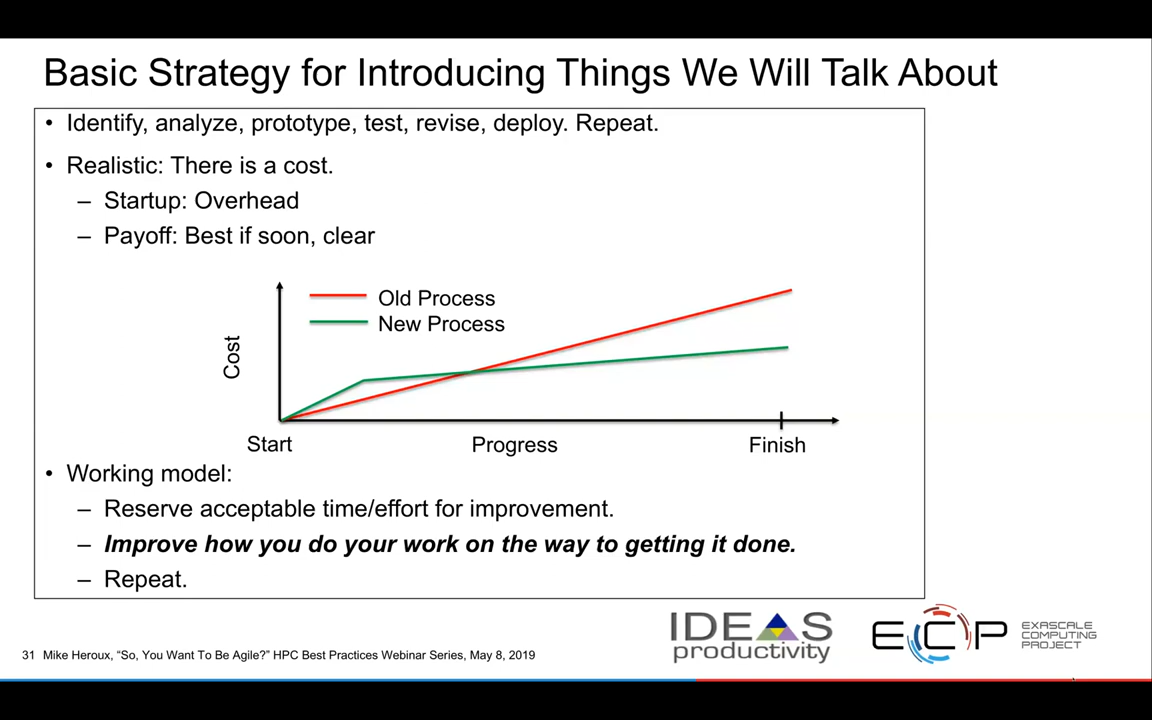 Basic Strategy for Introducing Things We Will Talk About
• Identify, analyze, prototype, test, revise, deploy. Repeat.
• Realistic: There is a cost.
– Startup: Overhead
– Payoff: Best if soon, clear
Old Process
New Process
Cost
Start
Progress
Finish
• Working model:
– Reserve acceptable time/effort for improvement.
– Improve how you do your work on the way to getting it done.
– Repeat.
IDEAS
productivity
ECP
EXASCALE
COMPUTING
PROJECT
31 Mike Heroux, “So, You Want To Be Agile?” HPC Best Practices Webinar Series, May 8, 2019